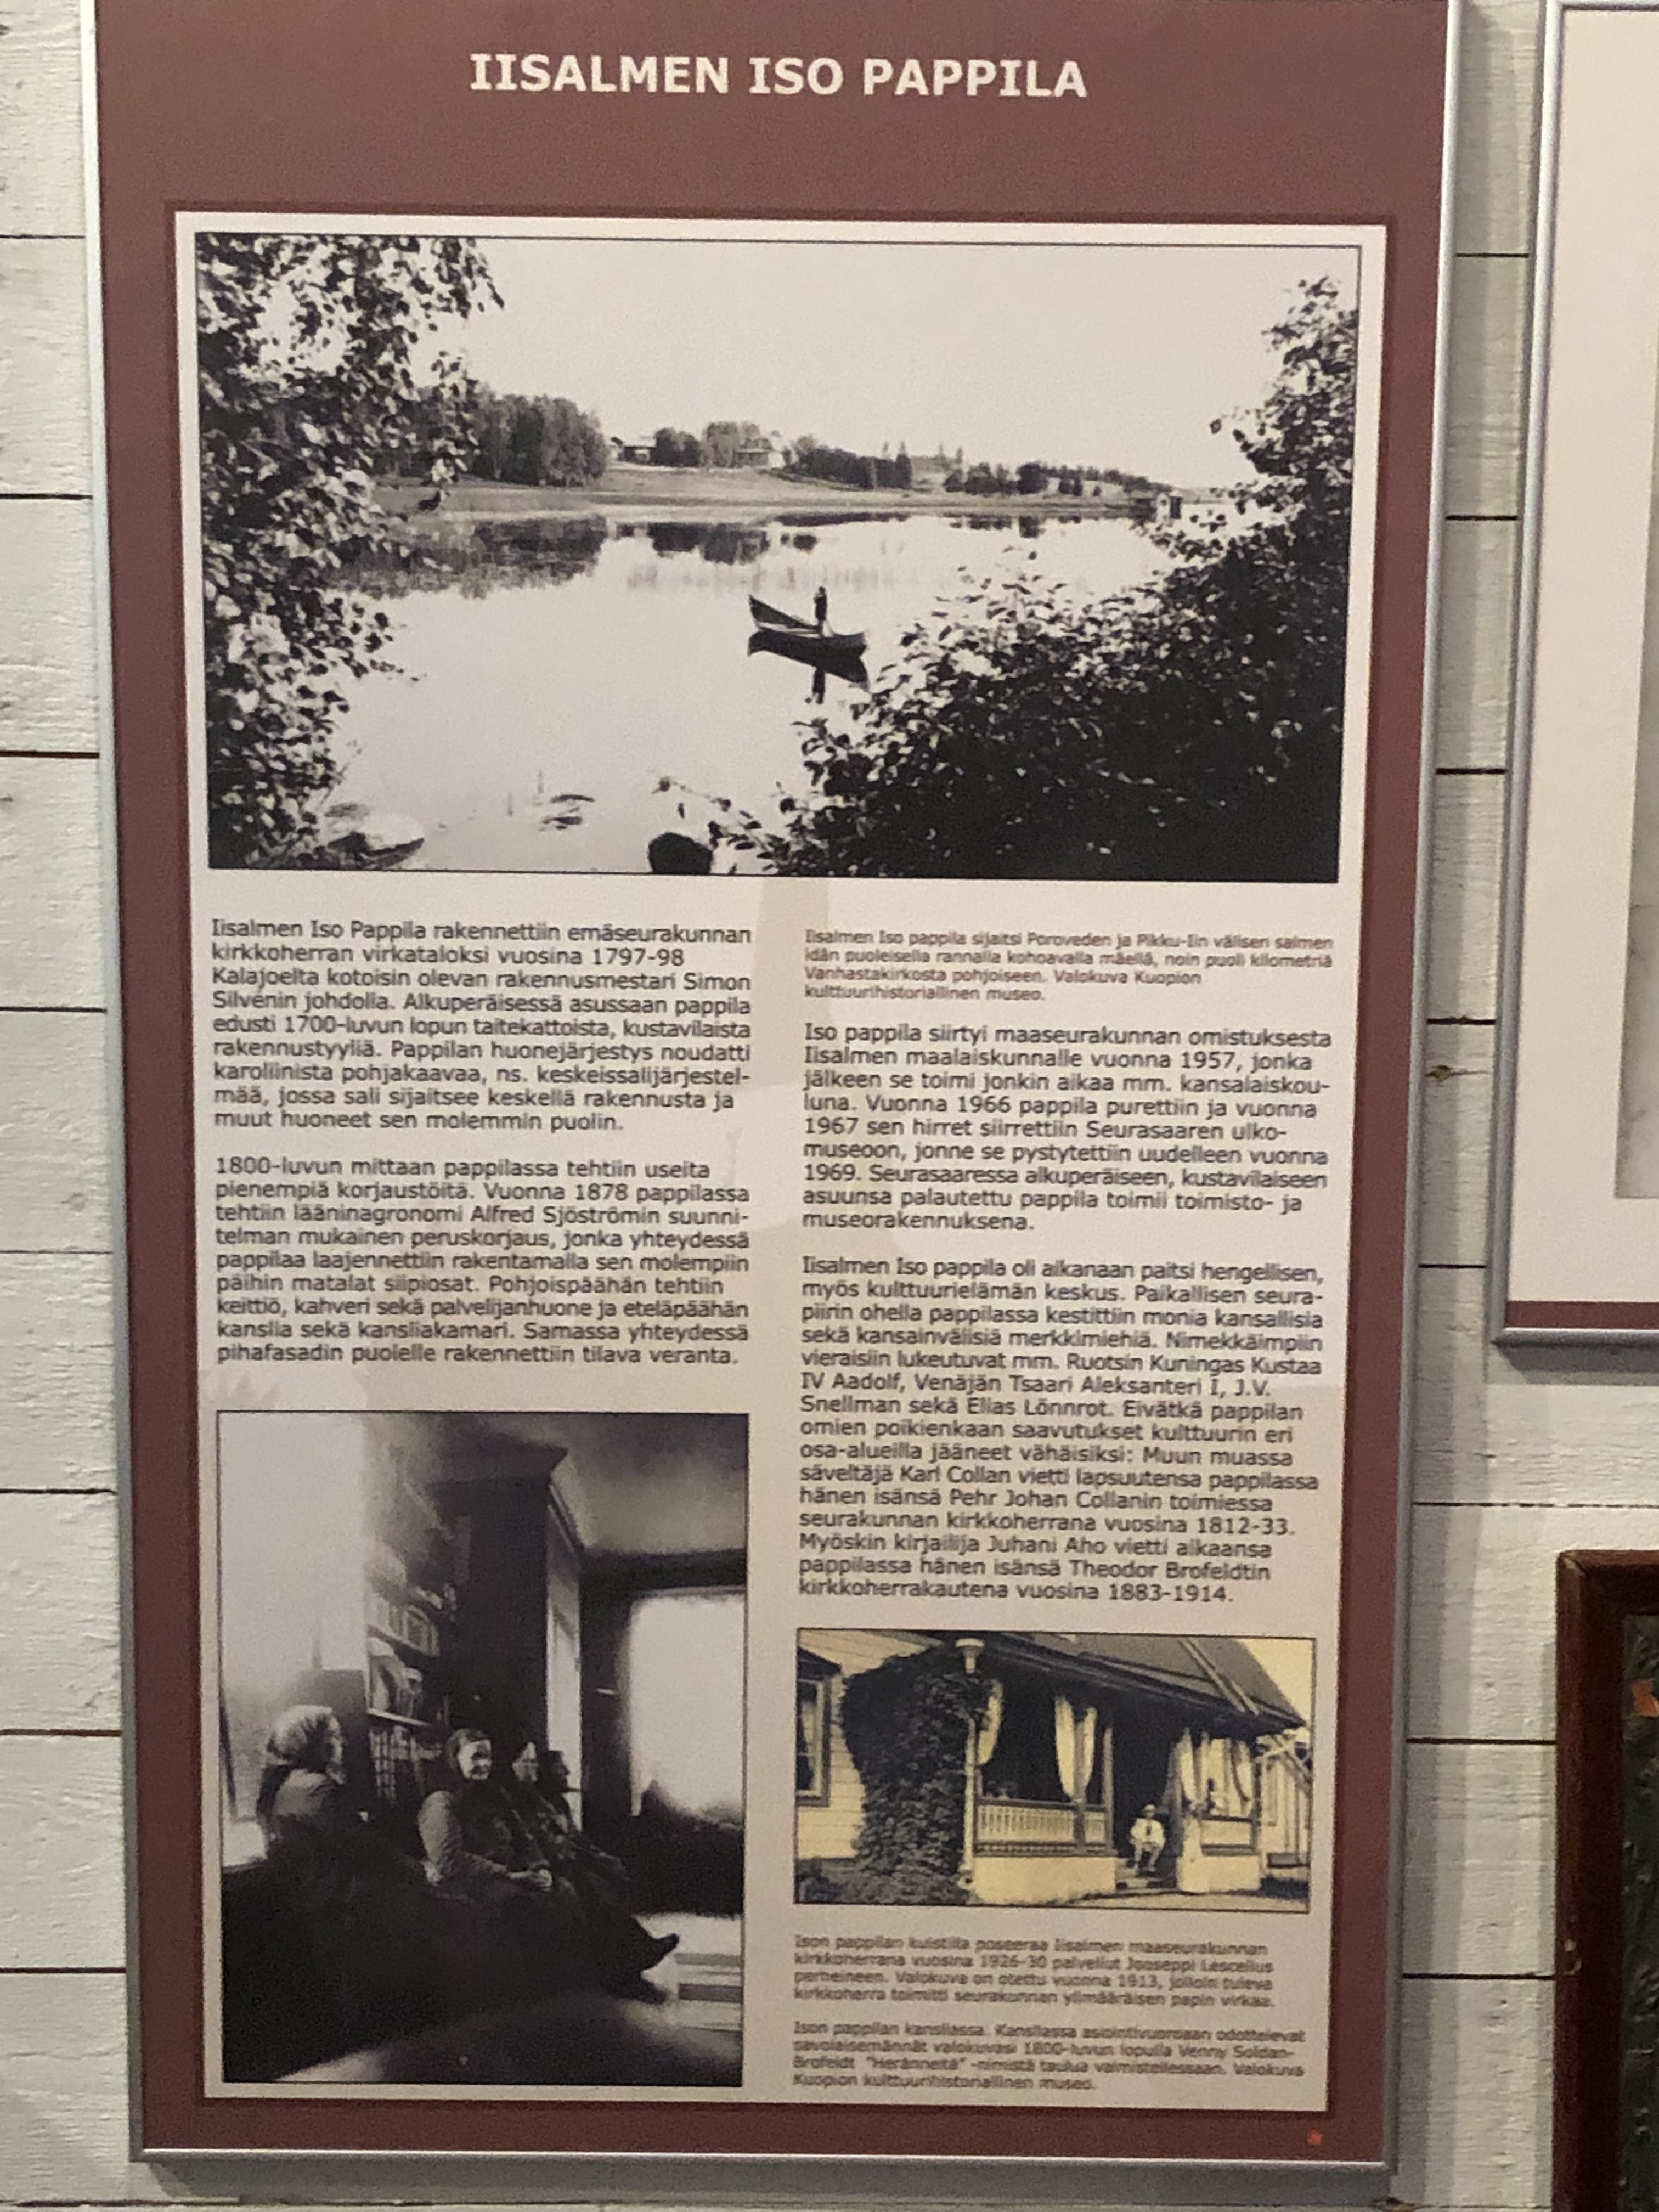 IISALMEN ISO PAPPILA
Iisalmen Iso Pappila rakennettiin emäseurakunnan
kirkkoherran virkataloksi vuosina 1797-98
Kalajoelta kotoisin olevan rakennusmestari Simon
Silvénin johdolla. Alkuperäisessä asussaan pappila
edusti 1700-luvun lopun taitekattoista, kustavilaista
rakennustyyliä. Pappilan huonejärjestys noudatti
karoliinista pohjakaavaa, ns. keskeissalijärjestel-
mää, jossa sali sijaitsee keskellä rakennusta ja
muut huoneet sen molemmin puolin.
1800-luvun mittaan pappilassa tehtiin useita
pienempiä korjaustöitä. Vuonna 1878 pappilassa
tehtiin lääninagronomi Alfred Sjöströmin suunni-
telman mukainen peruskorjaus, jonka yhteydessä
pappilaa laajennettiin rakentamalla sen molempiin
päihin matalat siipiosat. Pohjoispäähän tehtiin
keittiö, kahveri sekä palvelijanhuone ja eteläpäähän
kanslia sekä kansliakamari. Samassa yhteydessä
pihafasadin puolelle rakennettiin tilava veranta.
Iisalmen Iso pappila sijaitsi Poroveden ja Pikku-Iin välisen salmen
idän puoleisella rannalla kohoavalla mäellä, noin puoli kilometriä
Vanhastakirkosta pohjoiseen. Valokuva Kuopion
kulttuurihistoriallinen museo.
Iso pappila siirtyi maaseurakunnan omistuksesta
Iisalmen maalaiskunnalle vuonna 1957, jonka
jälkeen se toimi jonkin aikaa mm. kansalaiskou-
luna. Vuonna 1966 pappila purettiin ja vuonna
1967 sen hirret siirrettiin Seurasaaren ulko-
museoon, jonne se pystytettiin uudelleen vuonna
1969. Seurasaaressa alkuperäiseen, kustavilaiseen
asuunsa palautettu pappila toimii toimisto- ja
museorakennuksena.
Iisalmen Iso pappila oli aikanaan paitsi hengellisen,
myös kulttuurielämän keskus. Paikallisen seura-
piirin ohella pappilassa kestittiin monia kansallisia
sekä kansainvälisiä merkkimiehiä. Nimekkäimpiin
vieraisiin lukeutuvat mm. Ruotsin Kuningas Kustaa
IV Aadolf, Venäjän Tsaari Aleksanteri I, J.V.
Snellman sekä Elias Lönnrot. Eivätkä pappilan
omien poikienkaan saavutukset kulttuurin eri
osa-alueilla jääneet vähäisiksi: Muun muassa
säveltäjä Karl Collan vietti lapsuutensa pappilassa
hänen isänsä Pehr Johan Collanin toimiessa
seurakunnan kirkkoherrana vuosina 1812-33.
Myöskin kirjailija Juhani Aho vietti aikaansa
pappilassa hänen isänsä Theodor Brofeldtin
kirkkoherrakautena vuosina 1883-1914.
Ison pappilan kuistilla poseeraa Iisalmen maaseurakunnan
kirkkoherrana vuosina 1926-30 palvellut Jooseppi Lescelius
perheineen. Valokuva on otettu vuonna 1913, jolloin tuleva
kirkkoherra toimitti seurakunnan ylimääräisen papin virkaa.
Ison pappilan kansliassa. Kansliassa asiointivuoroaan odottelevat
savolaisemännät valokuvasi 1800-luvun lopulla Venny Soldan-
Brofeldt "Herännelta" -nimistä taulua valmistellessaan. Valokuva
Kuopion kulttuurihistoriallinen museo.